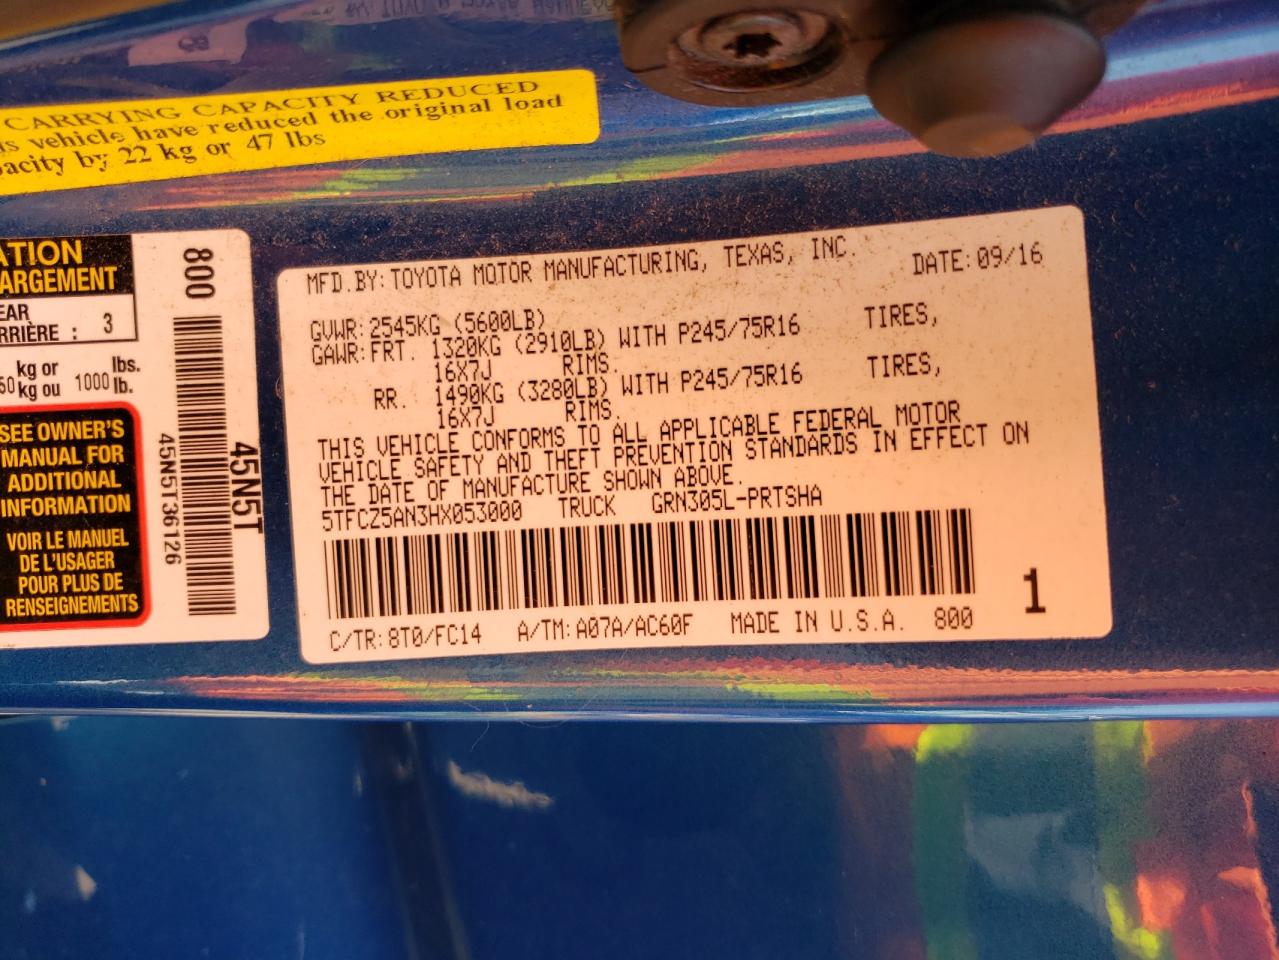 CARRYING CAPACITY REDUCED
vehicle have reduced the original load
by 22 kg or 47 lbs
ARGEMENT
: 3
kg or lbs.
kg ou 1000 lb.
SEE OWNER'S
MANUAL FOR
ADDITIONAL
INFORMATION
VOIR LE MANUEL
DE L'USAGER
POUR PLUS DE
RENSEIGNEMENTS
800
45N5T36126
45N5T
MFD.BY:TOYOTA MOTOR MANUFACTURING, TEXAS, INC. DATE:09/16
GVWR:2545KG (5600LB)
GAWR:FRT. 1320KG (2910LB) WITH P245/75R16 TIRES,
16X7J RIMS.
RR. 1490KG (3280LB) WITH P245/75R16 TIRES,
16X7J RIMS.
THIS VEHICLE CONFORMS TO ALL APPLICABLE FEDERAL MOTOR
VEHICLE SAFETY AND THEFT PREVENTION STANDARDS IN EFFECT ON
THE DATE OF MANUFACTURE SHOWN ABOVE.
5TFCZ5AN3HX053000 TRUCK GRN305L-PRTSHA
1
C/TR:8T0/FC14 A/TM:A07A/AC60F MADE IN U.S.A. 800